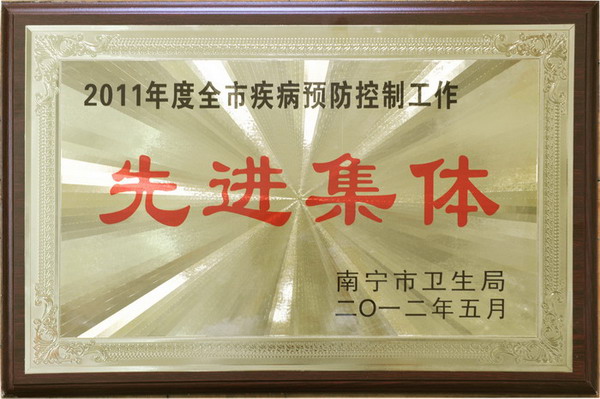 2011年度全市疾病预防控制工作
先进集体
南宁市卫生局
二〇一二年五月